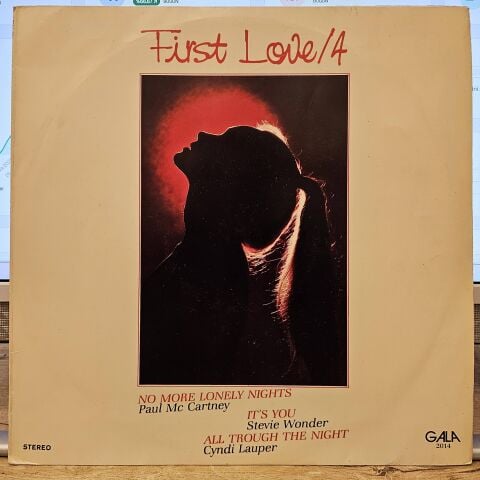 First Love/4
NO MORE LONELY NIGHTS
Paul Mc Cartney
IT'S YOU
Stevie Wonder
ALL TROUGH THE NIGHT
Cyndi Lauper
STEREO
GALA
2014